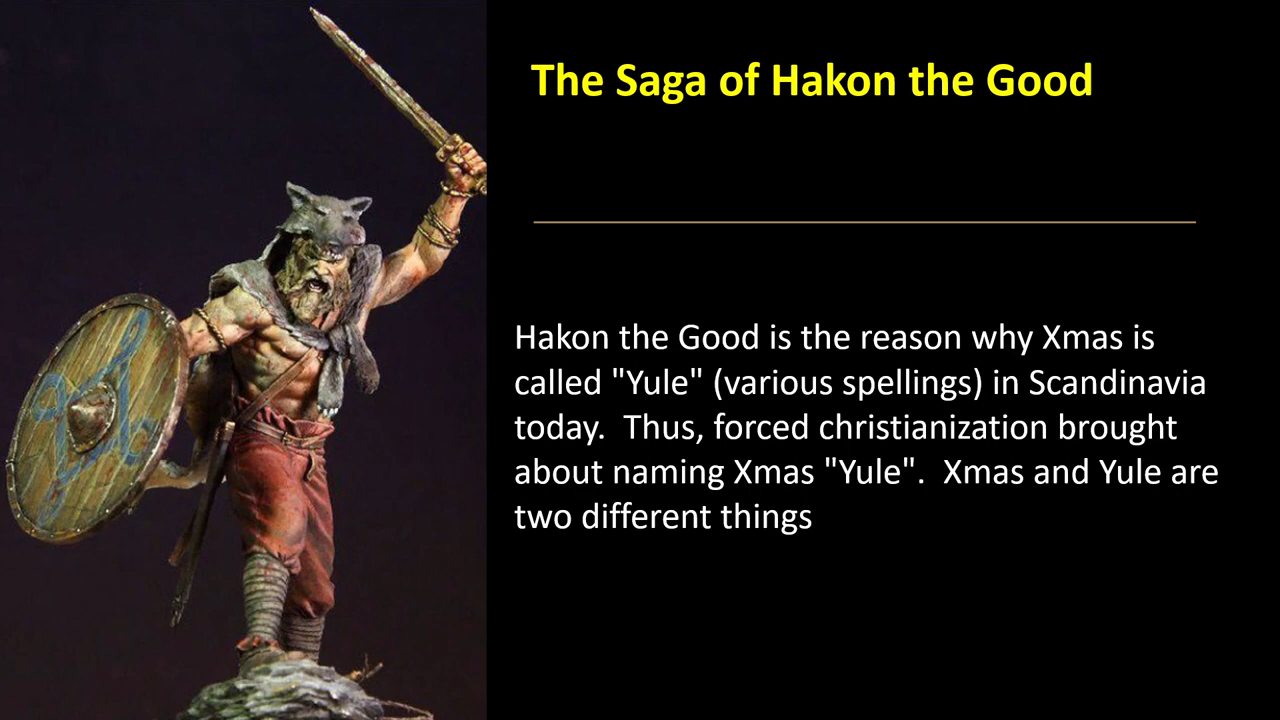 The Saga of Hakon the Good
Hakon the Good is the reason why Xmas is
called "Yule" (various spellings) in Scandinavia
today.  Thus, forced christianization brought
about naming Xmas "Yule".  Xmas and Yule are
two different things